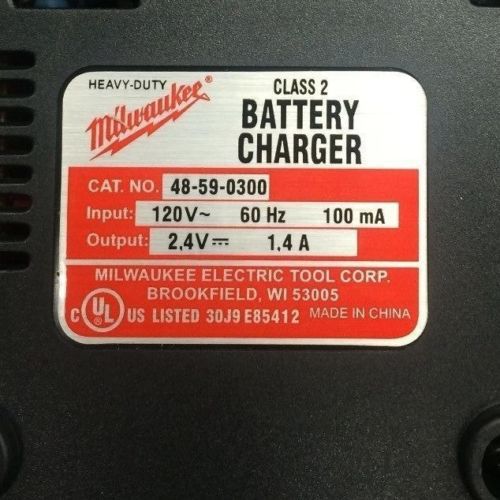 HEAVY-DUTY
Milwaukee®
CLASS 2
BATTERY
CHARGER
CAT. NO. 48-59-0300
Input: 120V~ 60 Hz 100 mA
Output: 2,4V⎓ 1,4 A
MILWAUKEE ELECTRIC TOOL CORP.
BROOKFIELD, WI 53005
C UL® US LISTED 30J9 E85412 MADE IN CHINA